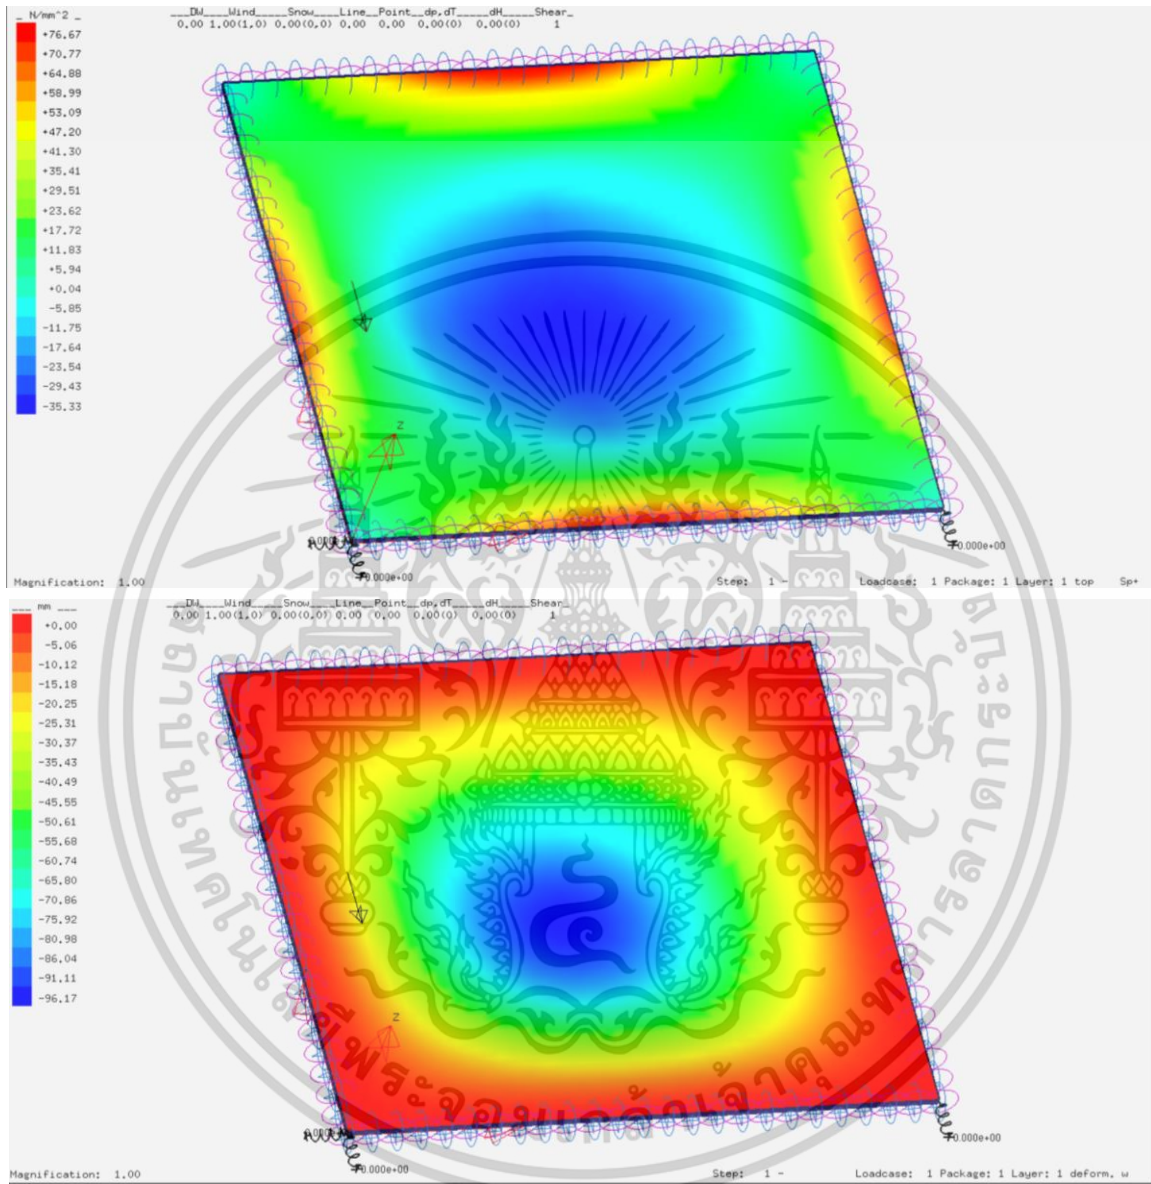 _ N/mm^2 _
___DW____Wind_____Snow____Line__Point__dp,dT_____dH_____Shear_
0.00 1.00(1,0) 0.00(0,0) 0.00 0.00 0.00(0) 0.00(0) 1
+76.67
+70.77
+64.88
+58.99
+53.09
+47.20
+41.30
+35.41
+29.51
+23.62
+17.72
+11.83
+5.94
+0.04
-5.85
-11.75
-17.64
-23.54
-29.43
-35.33
Z
0.000e+00
0.000e+00
Magnification: 1.00
Step: 1 -
Loadcase: 1 Package: 1 Layer: 1 top Sp+
___ mm ___
___DW____Wind_____Snow____Line__Point__dp,dT_____dH_____Shear_
0.00 1.00(1,0) 0.00(0,0) 0.00 0.00 0.00(0) 0.00(0) 1
+0.00
-5.06
-10.12
-15.18
-20.25
-25.31
-30.37
-35.43
-40.49
-45.55
-50.61
-55.68
-60.74
-65.80
-70.86
-75.92
-80.98
-86.04
-91.11
-96.17
Z
0.000e+00
0.000e+00
Magnification: 1.00
Step: 1 -
Loadcase: 1 Package: 1 Layer: 1 deform. w